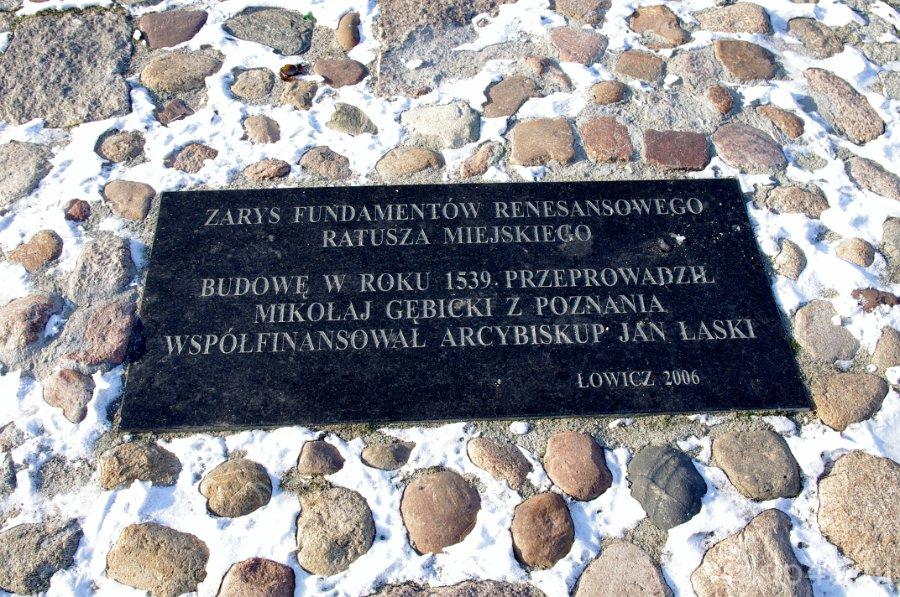 ZARYS FUNDAMENTÓW RENESANSOWEGO
RATUSZA MIEJSKIEGO
BUDOWĘ W ROKU 1539 PRZEPROWADZIŁ
MIKOŁAJ GĘBICKI Z POZNANIA
WSPÓŁFINANSOWAŁ ARCYBISKUP JAN ŁASKI
ŁOWICZ 2006